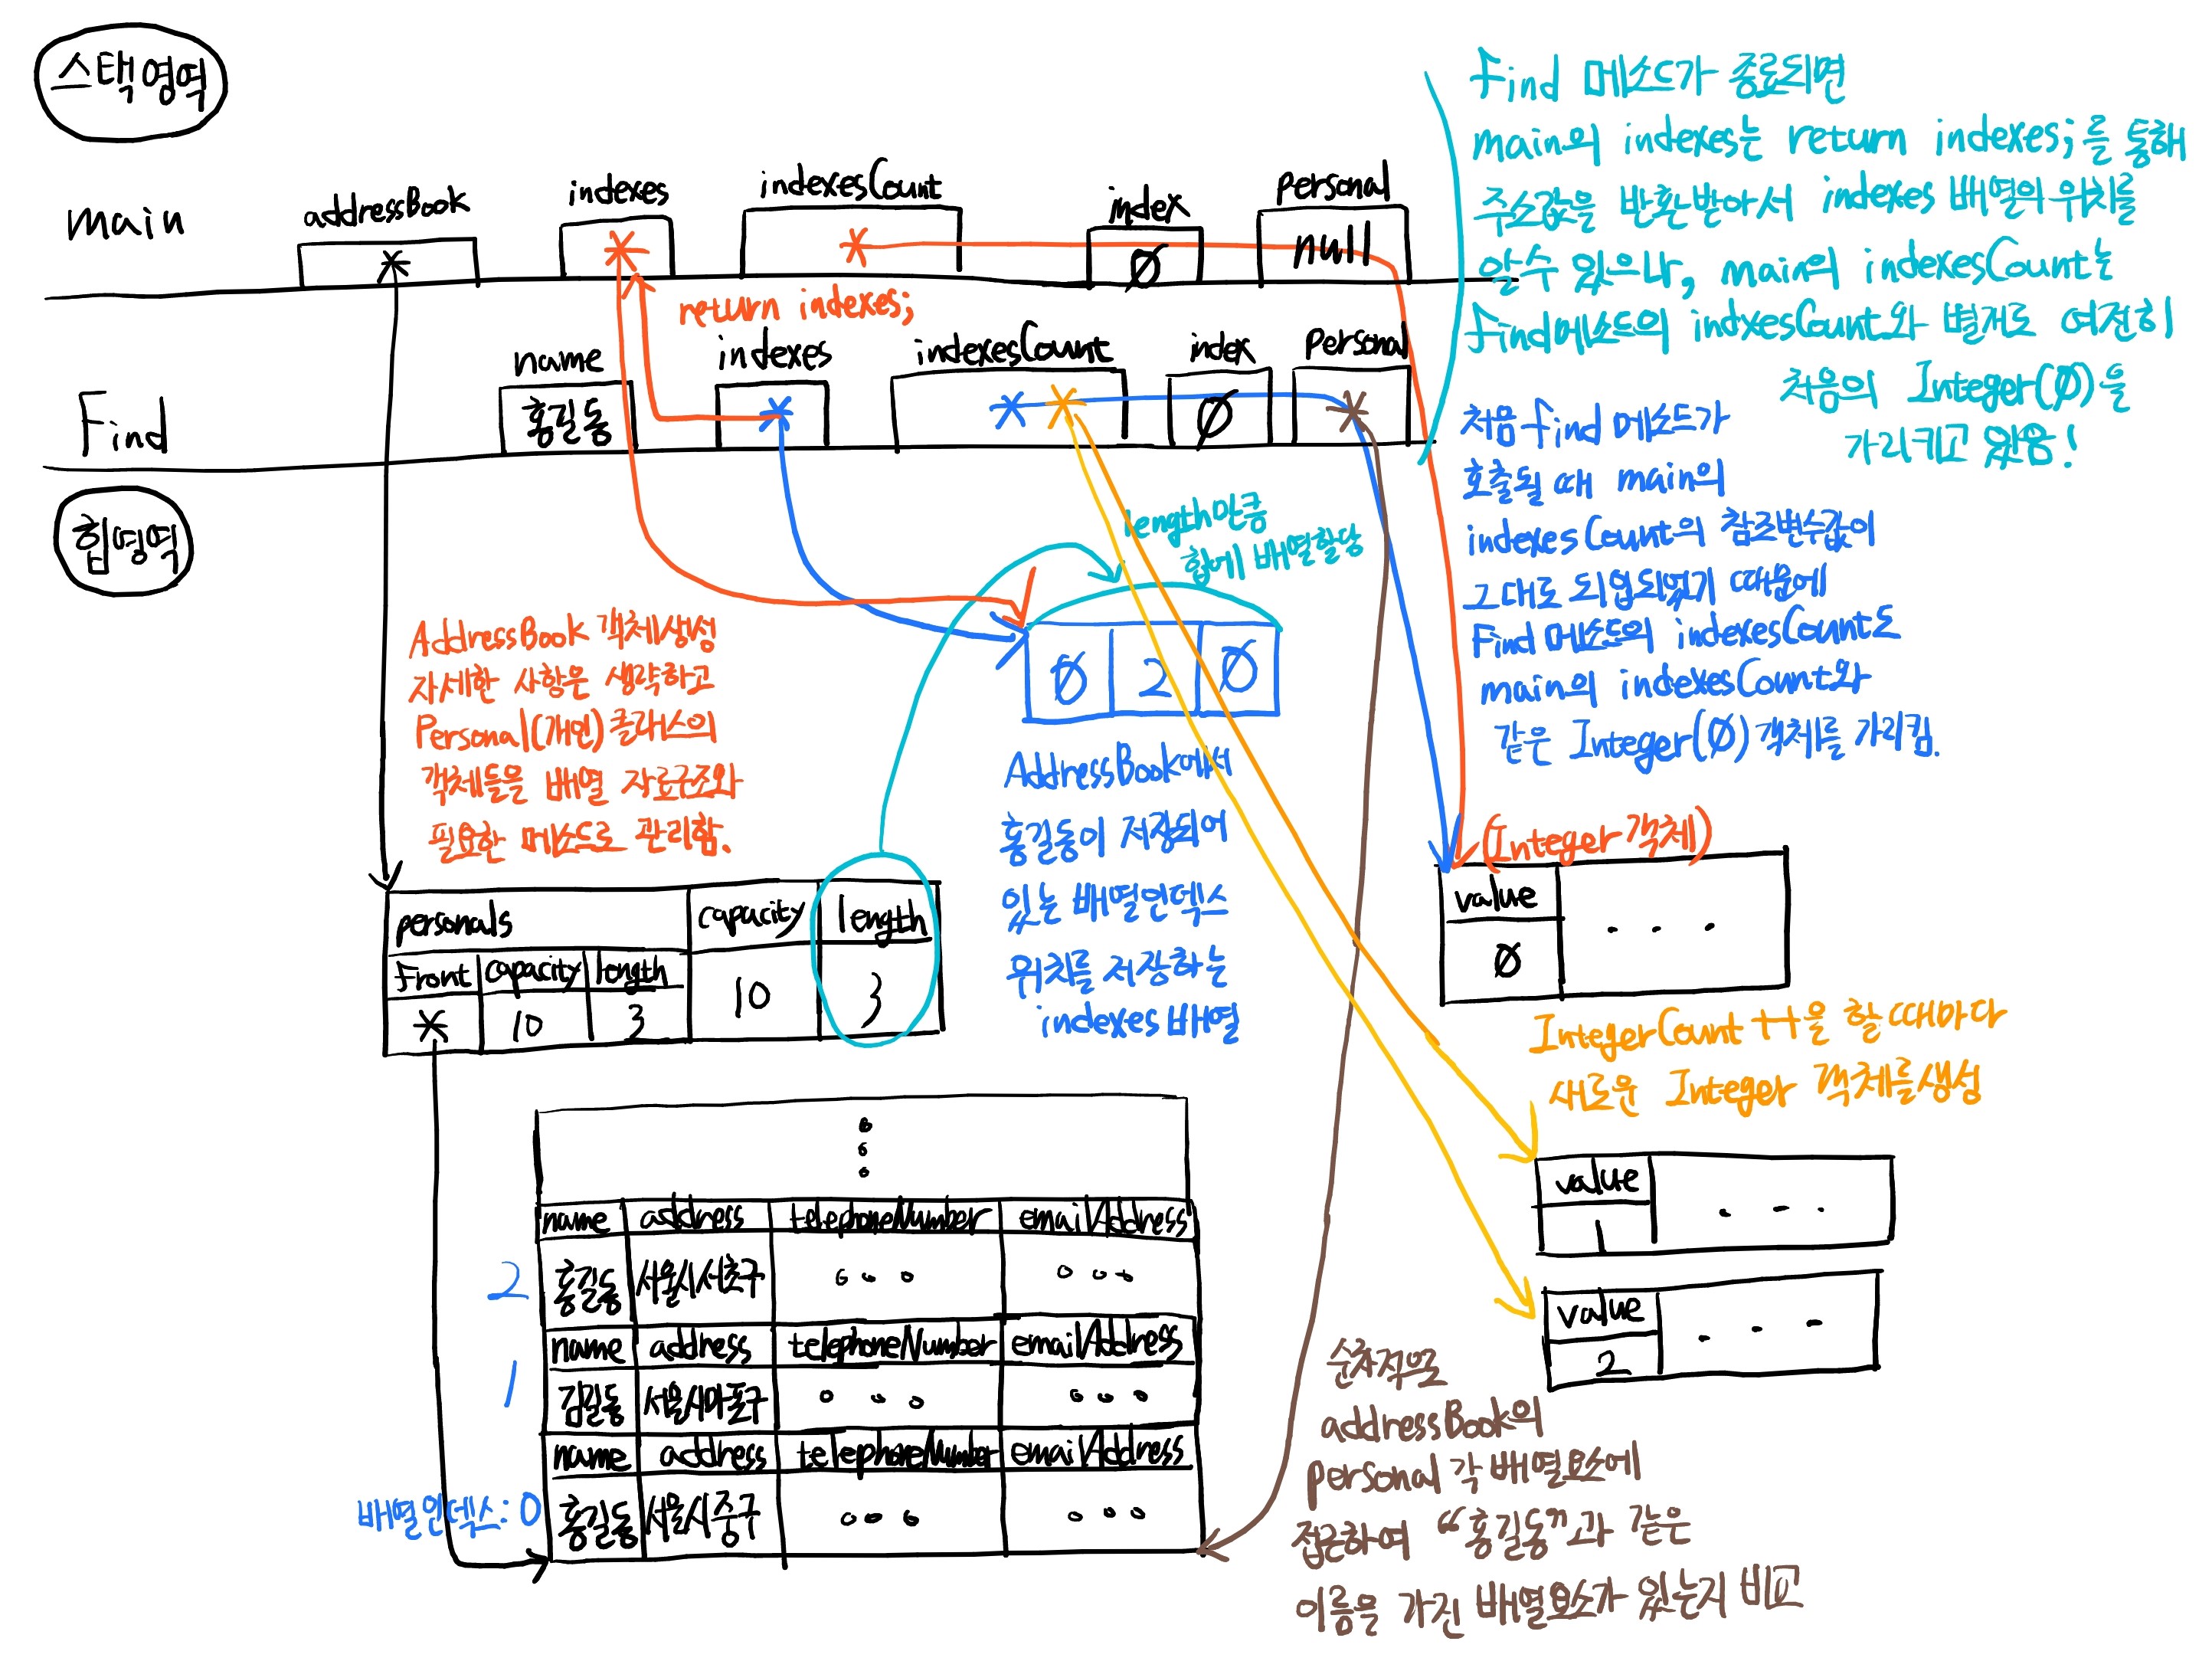 스택영역
main
addressBook
*
indexes
*
indexesCount
*
index
0
personal
null
return indexes;
Find
name
홍길동
indexes
*
indexesCount
* *
index
0
Personal
*
Find 메소드가 종료되면
main의 indexes는 return indexes;를 통해
주소값을 반환받아서 indexes 배열의 위치를
알수 있으나, main의 indexesCount는
Find메소드의 indxesCount와 별개로 여전히
처음의 Integer(0)을
가리키고 있음!
처음 find 메소드가
호출될 때 main의
indexesCount의 참조변수값이
그대로 되입되었기 때문에
Find 메소드의 indexesCount도
main의 indexesCount와
같은 Integer(0) 객체를 가리킴.
힙영역
length만큼
힙에 배열할당
0 2 0
AddressBook 객체생성
자세한 사항은 생략하고
Personal(개인) 클래스의
객체들을 배열 자료구조와
필요한 메소드로 관리함.
AddressBook에서
홍길동이 저장되어
있는 배열인덱스
위치를 저장하는
indexes 배열
(Integer 객체)
value
0
. . .
personals capacity length
Front capacity length
* 10 3 10 3
IntegerCount ++을 할 때마다
새로운 Integer 객체를 생성
value
1
. . .
value
2
. . .
name address telephoneNumber emailAddress
2 홍길동 서울시서초구 ... ...
name address telephoneNumber emailAddress
1 김길동 서울시마포구 ... ...
name address telephoneNumber emailAddress
배열인덱스: 0 홍길동 서울시중구 ... ...
순차적으로
addressBook의
personal 각 배열요소에
접근하여 "홍길동"과 같은
이름을 가진 배열요소가 있는지 비교